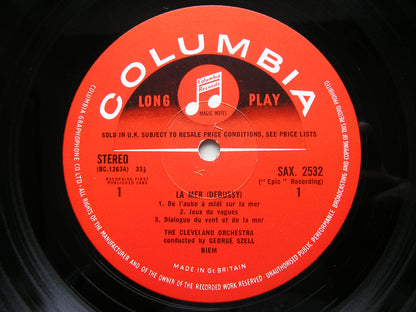 COLUMBIA
Columbia
Records
MAGIC NOTES
LONG PLAY
SOLD IN U.K. SUBJECT TO RESALE PRICE CONDITIONS, SEE PRICE LISTS
STEREO
(BC.1263A) 33⅓
SAX. 2532
("Epic" Recording)
1
RECORDING FIRST
PUBLISHED 1963
1
LA MER (DEBUSSY)
1. De l'aube à midi sur la mer
2. Jeux de vagues
3. Dialogue du vent et de la mer
THE CLEVELAND ORCHESTRA
conducted by GEORGE SZELL
BIEM
MADE IN Gt. BRITAIN
COLUMBIA GRAPHOPHONE CO. LTD. ALL RIGHTS OF THE MANUFACTURER AND OF THE OWNER OF THE RECORDED WORK RESERVED. UNAUTHORISED PUBLIC PERFORMANCE BROADCASTING AND COPYING OF THIS RECORD PROHIBITED